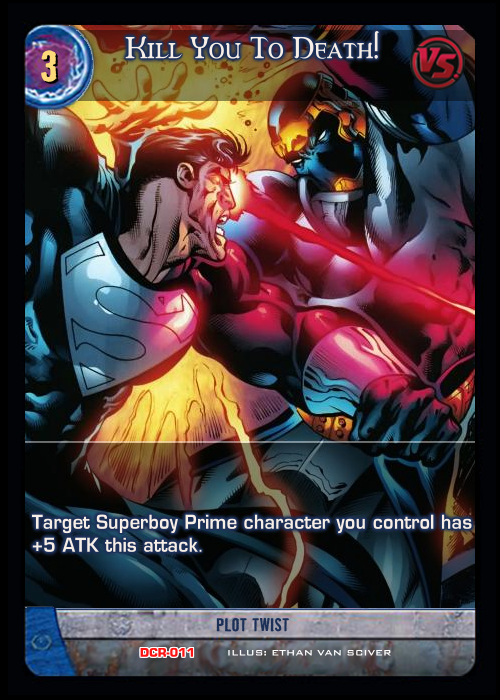 3
Kill You To Death!
VS.
Target Superboy Prime character you control has
+5 ATK this attack.
PLOT TWIST
DCR-011
ILLUS: ETHAN VAN SCIVER